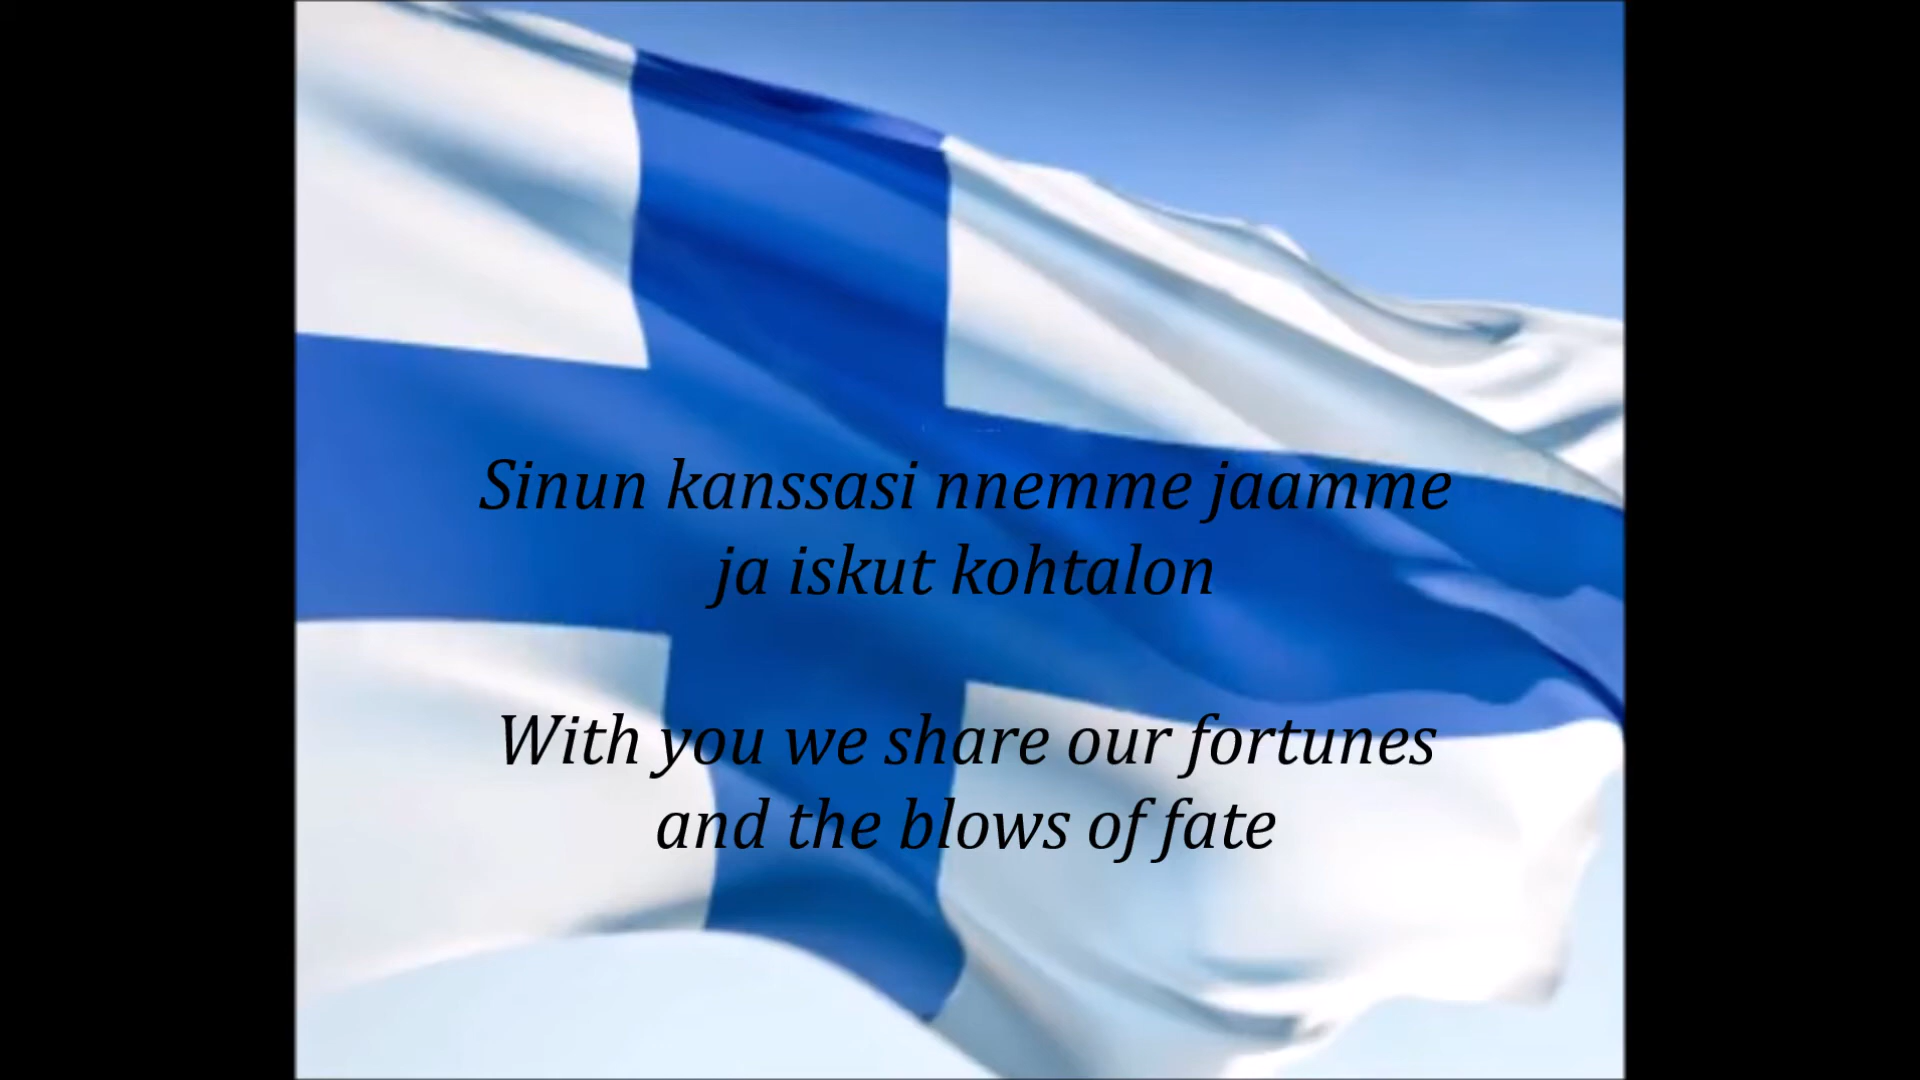 Sinun kanssasi nnemme jaamme
ja iskut kohtalon
With you we share our fortunes
and the blows of fate